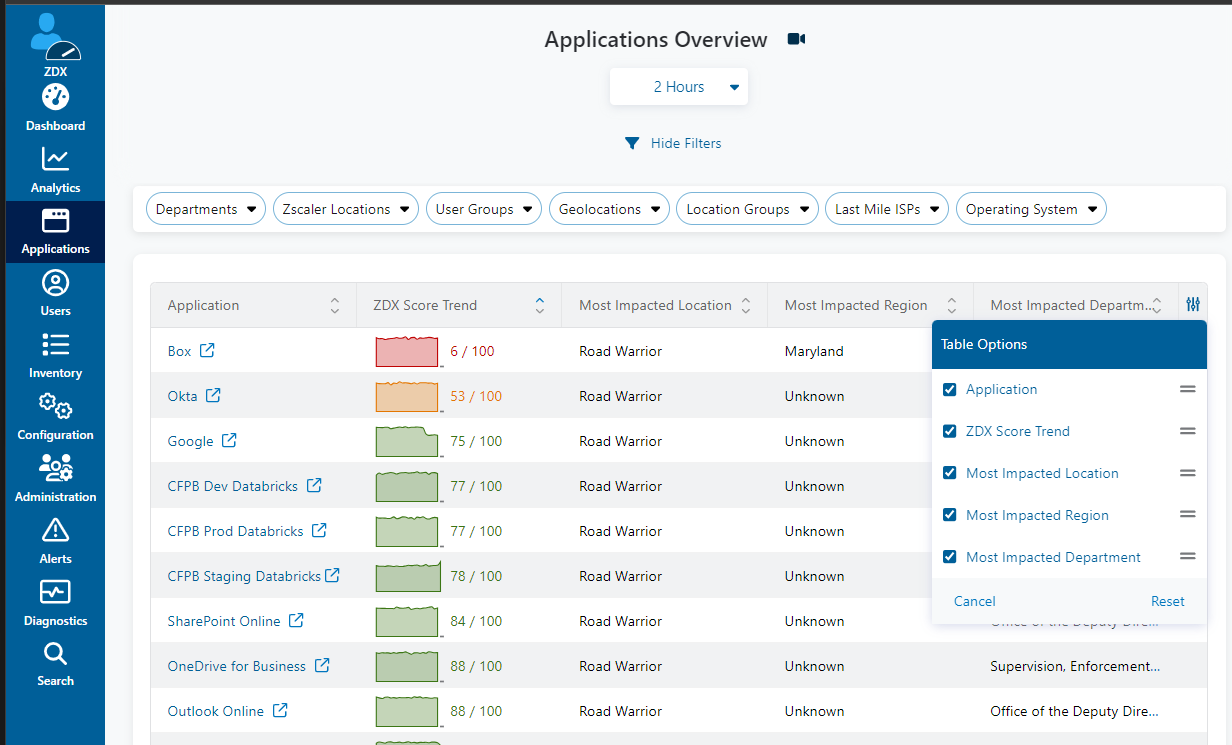 Applications Overview
2 Hours
Hide Filters
ZDX
Dashboard
Analytics
Applications
Users
Inventory
Configuration
Administration
Alerts
Diagnostics
Search
Departments Zscaler Locations User Groups Geolocations Location Groups Last Mile ISPs Operating System
Application ZDX Score Trend Most Impacted Location Most Impacted Region Most Impacted Departm...
Box 6 / 100 Road Warrior Maryland
Okta 53 / 100 Road Warrior Unknown
Google 75 / 100 Road Warrior Unknown
CFPB Dev Databricks 77 / 100 Road Warrior Unknown
CFPB Prod Databricks 77 / 100 Road Warrior Unknown
CFPB Staging Databricks 78 / 100 Road Warrior Unknown
SharePoint Online 84 / 100 Road Warrior Unknown Office of the Deputy Dire...
OneDrive for Business 88 / 100 Road Warrior Unknown Supervision, Enforcement...
Outlook Online 88 / 100 Road Warrior Unknown Office of the Deputy Dire...
Table Options
Application
ZDX Score Trend
Most Impacted Location
Most Impacted Region
Most Impacted Department
Cancel Reset